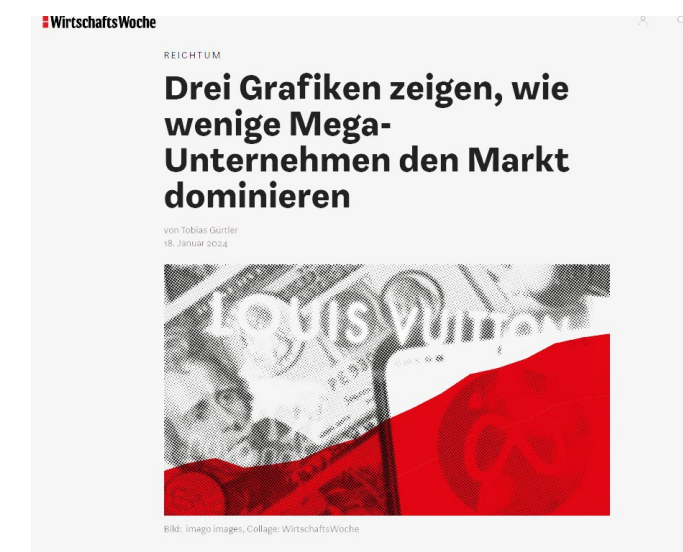 WirtschaftsWoche
REICHTUM
Drei Grafiken zeigen, wie
wenige Mega-
Unternehmen den Markt
dominieren
von Tobias Gürtler
18. Januar 2024
LOUIS VUITTON
Bild: imago images, Collage: WirtschaftsWoche